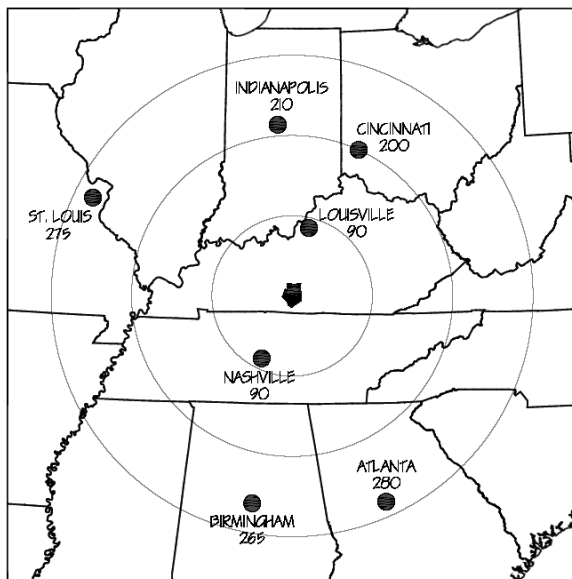 INDIANAPOLIS
210
CINCINNATI
200
ST. LOUIS
275
LOUISVILLE
90
NASHVILLE
90
ATLANTA
280
BIRMINGHAM
265